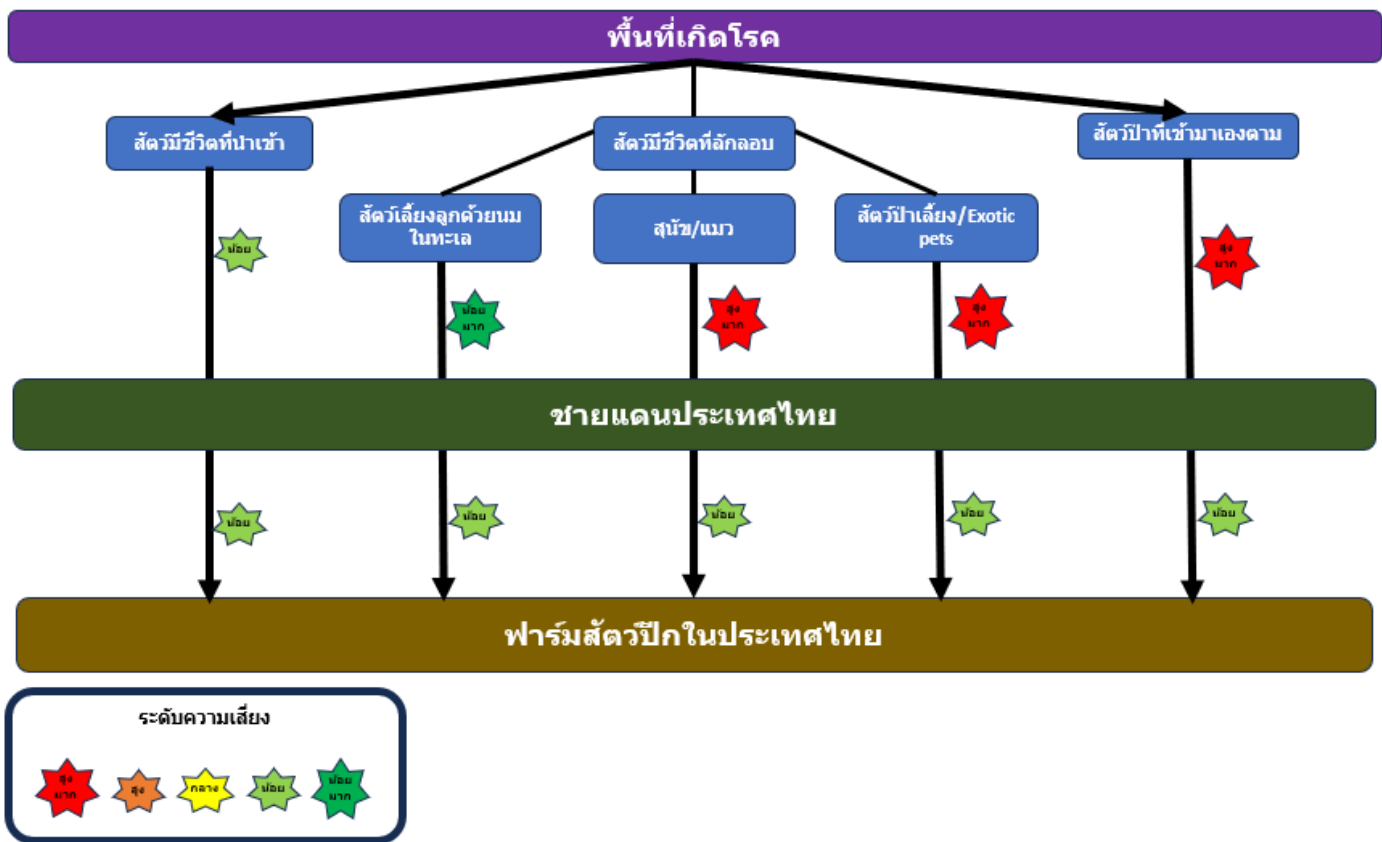 พื้นที่เกิดโรค
สัตว์มีชีวิตที่นำเข้า
สัตว์มีชีวิตที่ลักลอบ
สัตว์ป่าที่เข้ามาเองตาม
สัตว์เลี้ยงลูกด้วยนม
ในทะเล
สุนัข/แมว
สัตว์ป่าเลี้ยง/Exotic
pets
น้อย
น้อย
มาก
สูง
มาก
สูง
มาก
สูง
มาก
ชายแดนประเทศไทย
น้อย
น้อย
น้อย
น้อย
น้อย
ฟาร์มสัตว์ปีกในประเทศไทย
ระดับความเสี่ยง
สูง
มาก
สูง
กลาง
น้อย
น้อย
มาก